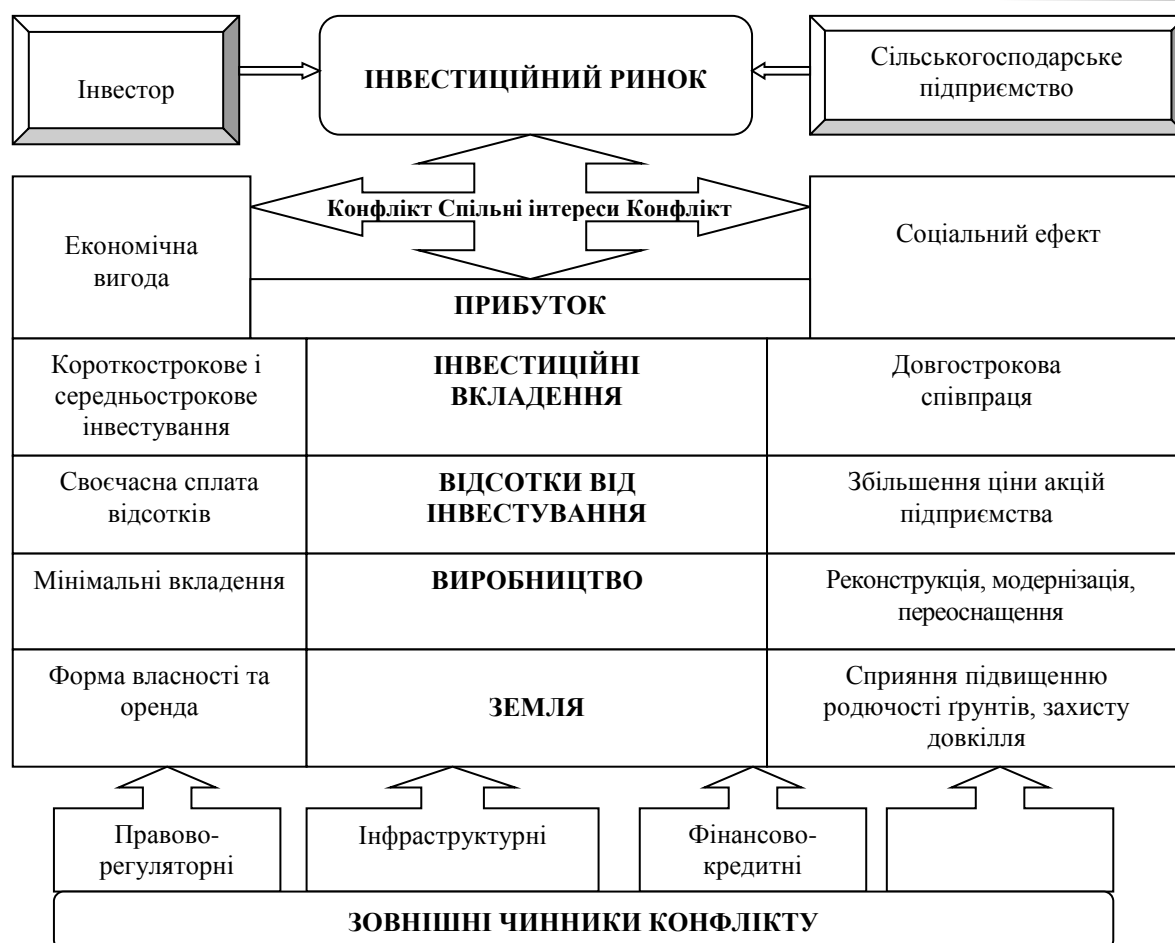 Інвестор
ІНВЕСТИЦІЙНИЙ РИНОК
Сільськогосподарське
підприємство
Конфлікт Спільні інтереси Конфлікт
Економічна
вигода
Соціальний ефект
ПРИБУТОК
Короткострокове і
середньострокове
інвестування
ІНВЕСТИЦІЙНІ
ВКЛАДЕННЯ
Довгострокова
співпраця
Своєчасна сплата
відсотків
ВІДСОТКИ ВІД
ІНВЕСТУВАННЯ
Збільшення ціни акцій
підприємства
Мінімальні вкладення
ВИРОБНИЦТВО
Реконструкція, модернізація,
переоснащення
Форма власності та
оренда
ЗЕМЛЯ
Сприяння підвищенню
родючості ґрунтів, захисту
довкілля
Правово-
регуляторні
Інфраструктурні
Фінансово-
кредитні
ЗОВНІШНІ ЧИННИКИ КОНФЛІКТУ